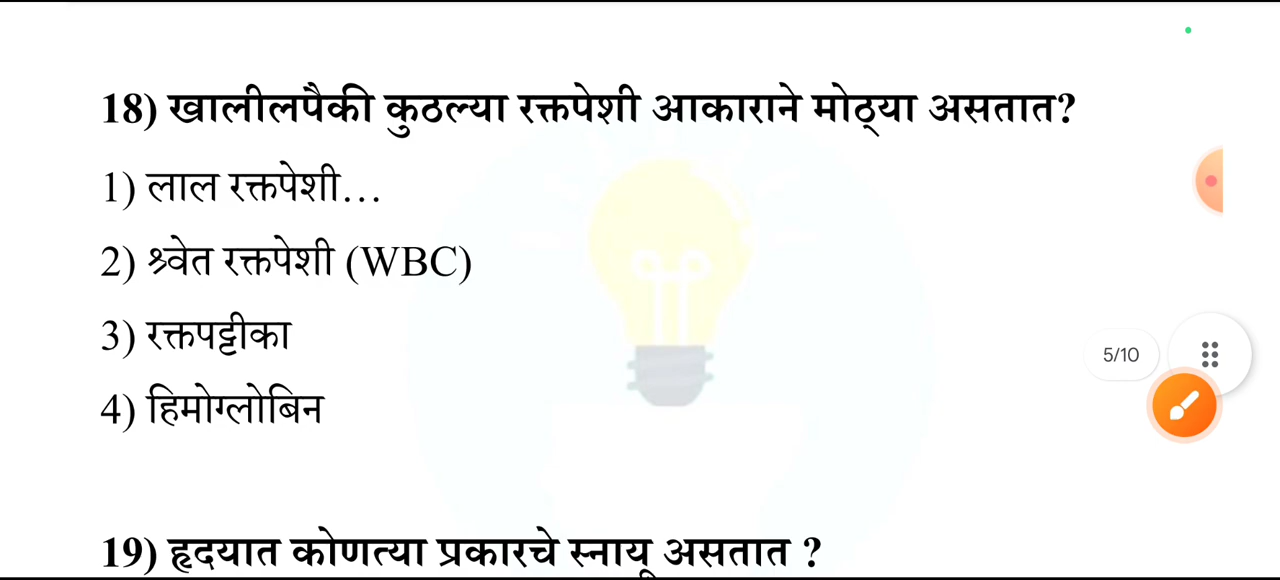 18) खालीलपैकी कुठल्या रक्तपेशी आकाराने मोठ्या असतात?
1) लाल रक्तपेशी...
2) श्र्वेत रक्तपेशी (WBC)
3) रक्तपट्टीका
5/10
4) हिमोग्लोबिन
19) हृदयात कोणत्या प्रकारचे स्नायू असतात ?